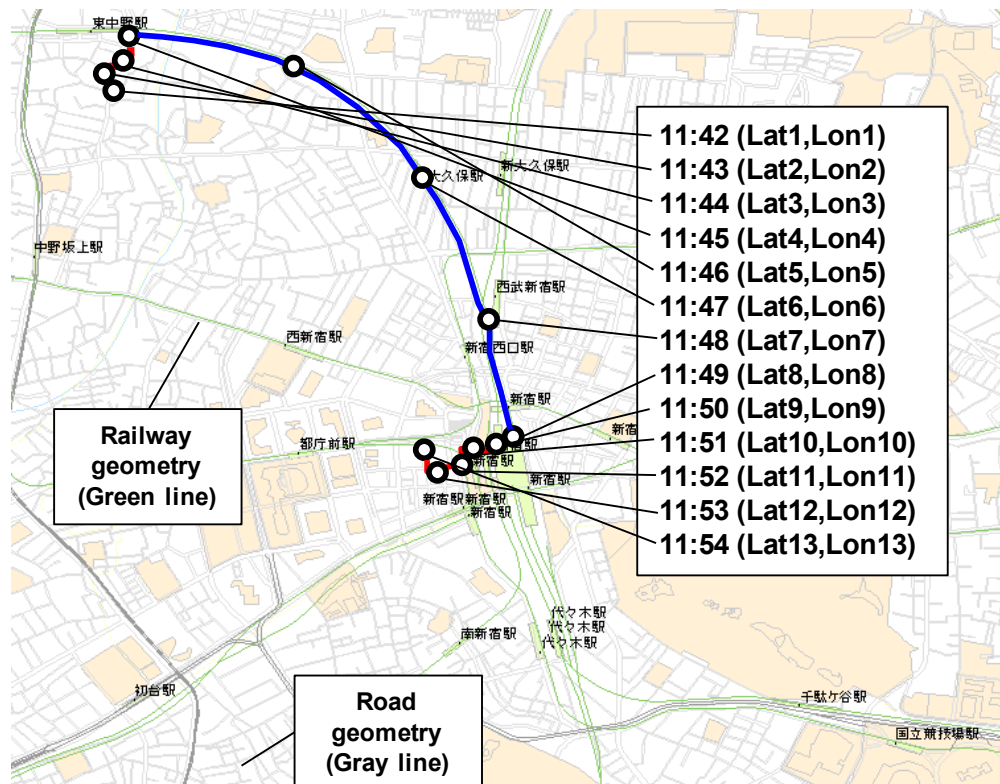 東中野駅
新大久保駅
大久保駅
中野坂上駅
西武新宿駅
西新宿駅
新宿西口駅
新宿駅
都庁前駅
新宿駅
新宿駅
新宿駅新宿駅
新宿駅
代々木駅
代々木駅
代々木駅
南新宿駅
初台駅
千駄ケ谷駅
国立競技場駅
11:42 (Lat1,Lon1)
11:43 (Lat2,Lon2)
11:44 (Lat3,Lon3)
11:45 (Lat4,Lon4)
11:46 (Lat5,Lon5)
11:47 (Lat6,Lon6)
11:48 (Lat7,Lon7)
11:49 (Lat8,Lon8)
11:50 (Lat9,Lon9)
11:51 (Lat10,Lon10)
11:52 (Lat11,Lon11)
11:53 (Lat12,Lon12)
11:54 (Lat13,Lon13)
Railway
geometry
(Green line)
Road
geometry
(Gray line)